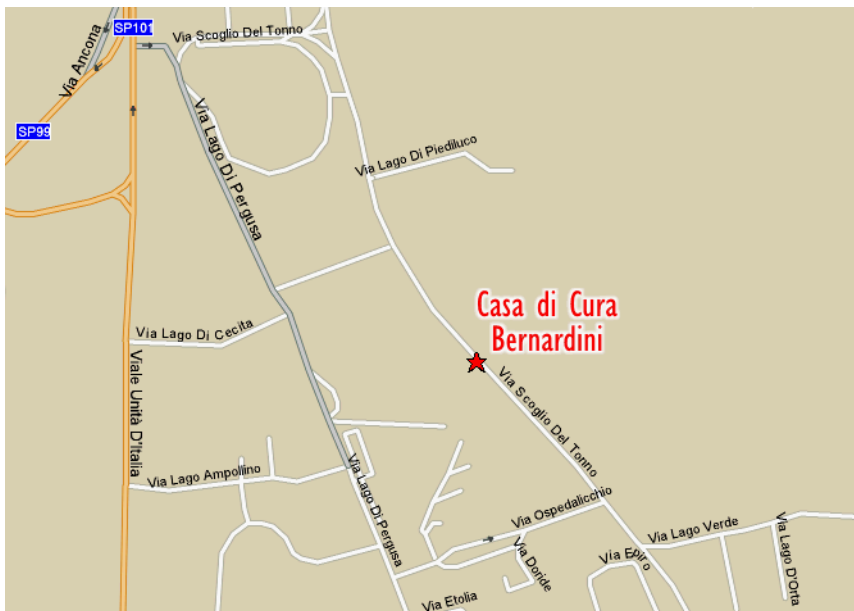 SP101
Via Scoglio Del Tonno
Via Ancona
SP99
Via Lago Di Pergusa
Via Lago Di Piediluco
Casa di Cura
Bernardini
Via Lago Di Cecita
Viale Unità D'Italia
Via Scoglio Del Tonno
Via Lago Ampollino
Via Lago Di Pergusa
Via Ospedalicchio
Via Lago Verde
Via Doride
Via Epiro
Via Lago D'Orta
Via Etolia